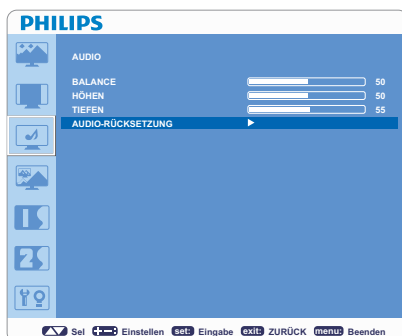 PHILIPS
AUDIO
BALANCE 50
HÖHEN 50
TIEFEN 55
AUDIO-RÜCKSETZUNG
Sel Einstellen set: Eingabe exit: ZURÜCK menu: Beenden